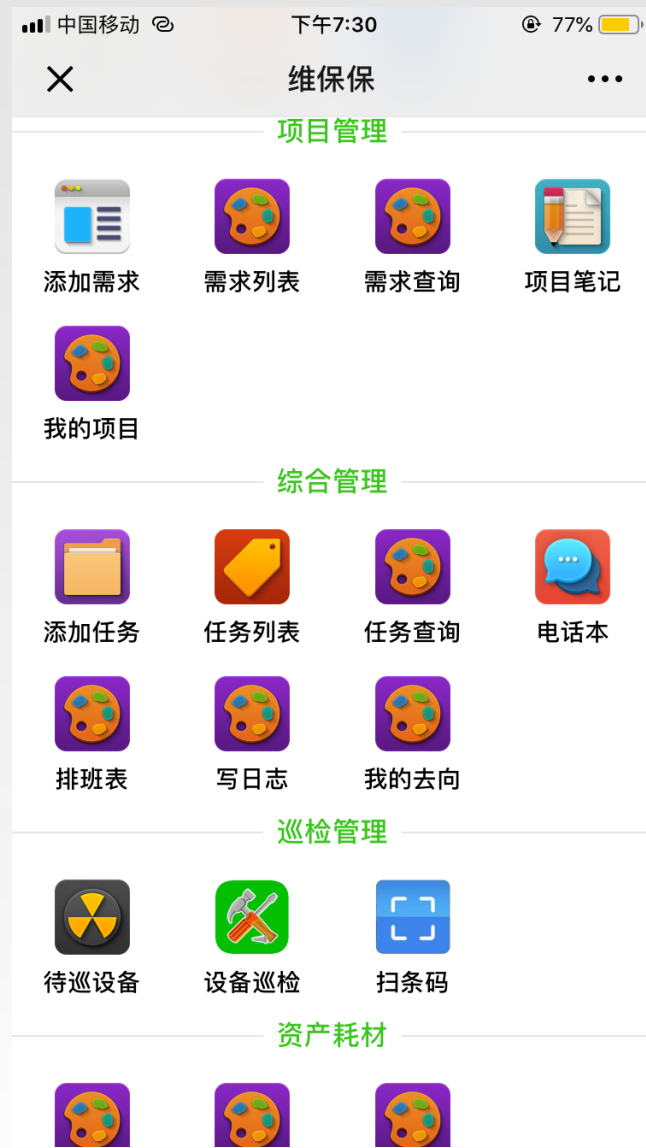 中国移动 下午7:30 77%
维保保
项目管理
添加需求 需求列表 需求查询 项目笔记
我的项目
综合管理
添加任务 任务列表 任务查询 电话本
排班表 写日志 我的去向
巡检管理
待巡设备 设备巡检 扫条码
资产耗材